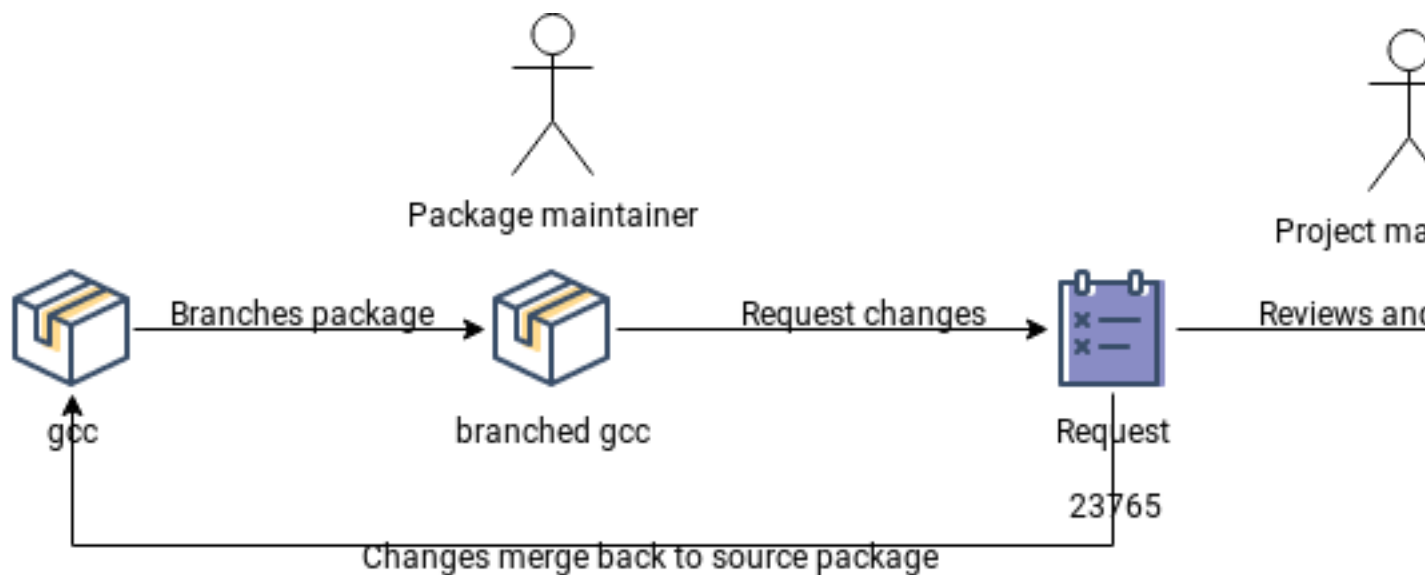 Package maintainer
Project ma
Branches package
Request changes
Reviews and
gcc
branched gcc
Request
23765
Changes merge back to source package